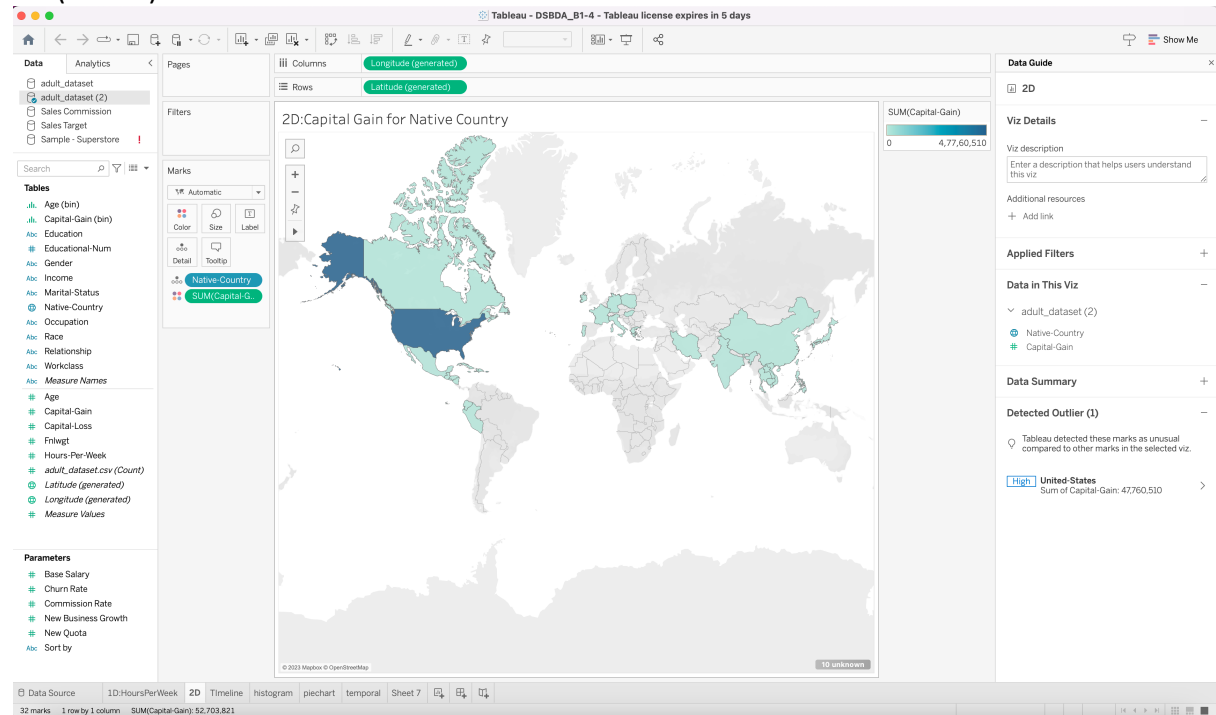 Tableau - DSBDA_B1-4 - Tableau license expires in 5 days
Show Me
Data
Analytics
adult_dataset
adult_dataset (2)
Sales Commission
Sales Target
Sample - Superstore !
Search
Tables
Age (bin)
Capital-Gain (bin)
Abc Education
# Educational-Num
Abc Gender
Abc Income
Abc Marital-Status
Native-Country
Abc Occupation
Abc Race
Abc Relationship
Abc Workclass
Abc Measure Names
# Age
# Capital-Gain
# Capital-Loss
# Fnlwgt
# Hours-Per-Week
# adult_dataset.csv (Count)
Latitude (generated)
Longitude (generated)
# Measure Values
Parameters
# Base Salary
# Churn Rate
# Commission Rate
# New Business Growth
# New Quota
Abc Sort by
Pages
Filters
Marks
Automatic
Color Size Label
Detail Tooltip
Native-Country
SUM(Capital-G..
Columns Longitude (generated)
Rows Latitude (generated)
2D:Capital Gain for Native Country
© 2023 Mapbox © OpenStreetMap
10 unknown
SUM(Capital-Gain)
0 4,77,60,510
Data Guide
2D
Viz Details
Viz description
Enter a description that helps users understand
this viz
Additional resources
+ Add link
Applied Filters
Data in This Viz
adult_dataset (2)
Native-Country
# Capital-Gain
Data Summary
Detected Outlier (1)
Tableau detected these marks as unusual
compared to other marks in the selected viz.
High United-States
Sum of Capital-Gain: 47,760,510
Data Source 1D:HoursPerWeek 2D TImeline histogram piechart temporal Sheet 7
32 marks 1 row by 1 column SUM(Capital-Gain): 52,703,821